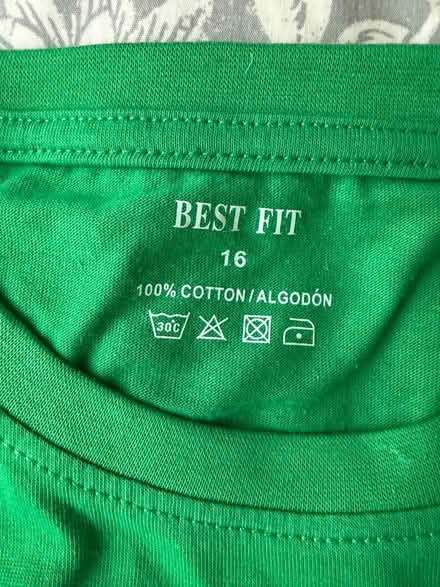 BEST FIT
16
100% COTTON/ALGODÓN
30°C